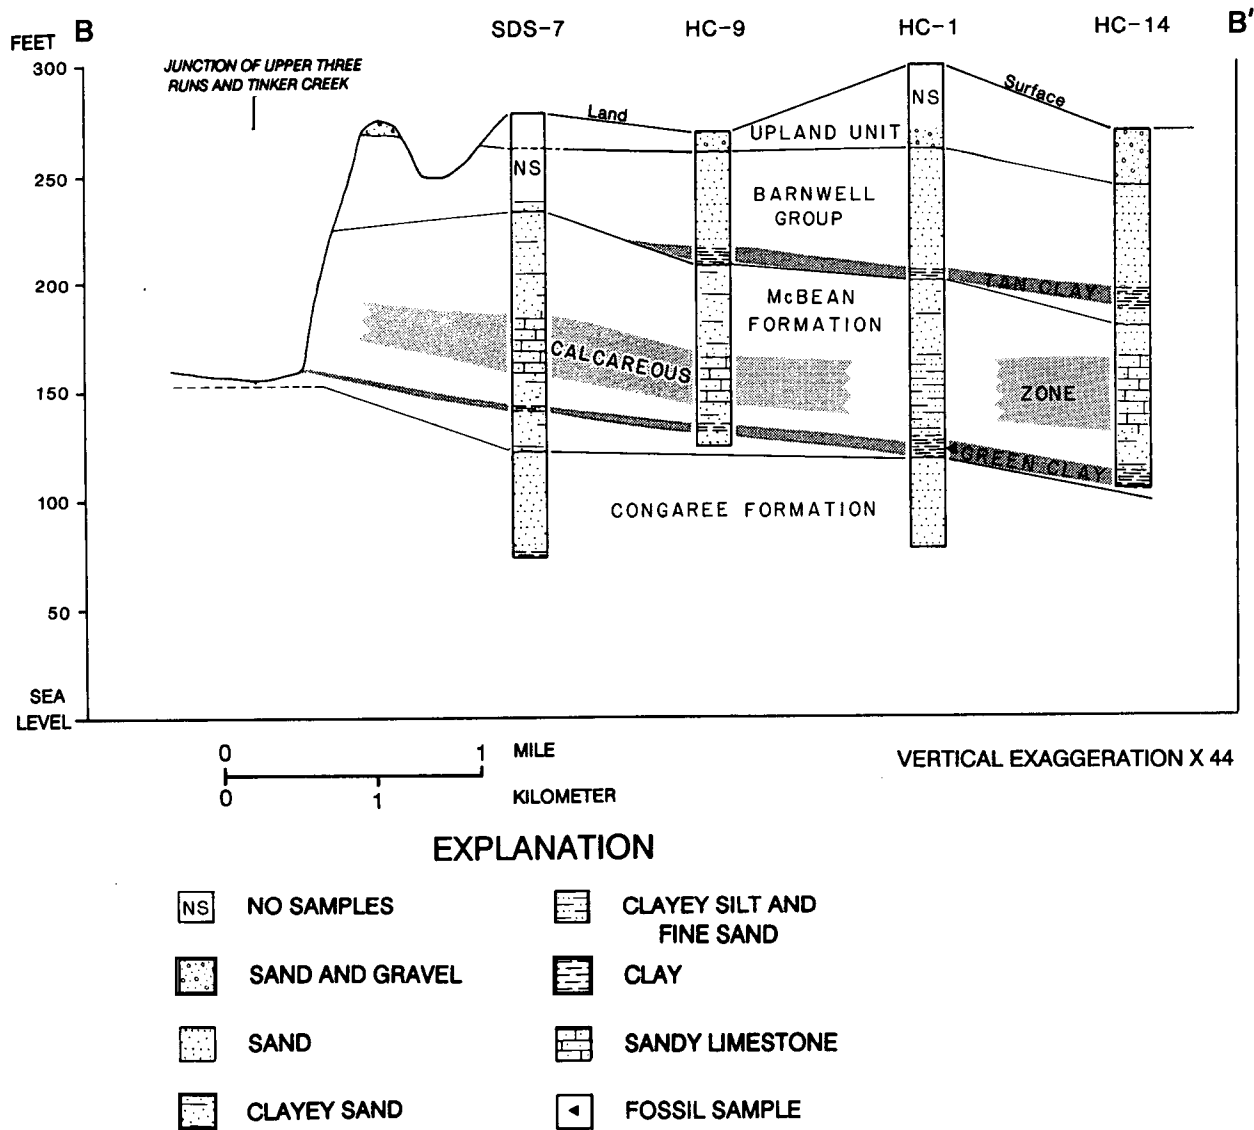 B SDS-7 HC-9 HC-1 HC-14 B'
FEET
JUNCTION OF UPPER THREE
RUNS AND TINKER CREEK
300
250
200
150
100
50
SEA
LEVEL
Land
Surface
NS
NS
UPLAND UNIT
BARNWELL
GROUP
TAN CLAY
McBEAN
FORMATION
CALCAREOUS
ZONE
GREEN CLAY
CONGAREE FORMATION
0 1 MILE
0 1 KILOMETER
VERTICAL EXAGGERATION X 44
EXPLANATION
NS NO SAMPLES
SAND AND GRAVEL
SAND
CLAYEY SAND
CLAYEY SILT AND
FINE SAND
CLAY
SANDY LIMESTONE
FOSSIL SAMPLE